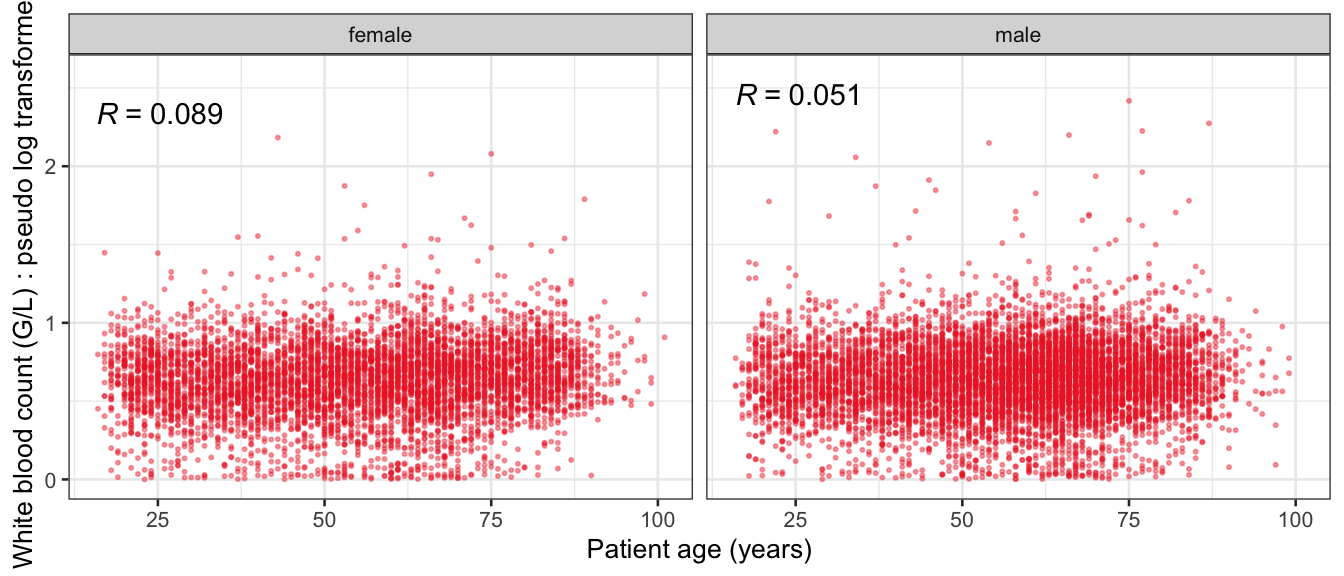 female
male
R = 0.089
R = 0.051
White blood count (G/L) : pseudo log transforme
2
1
0
25
50
75
100
25
50
75
100
Patient age (years)